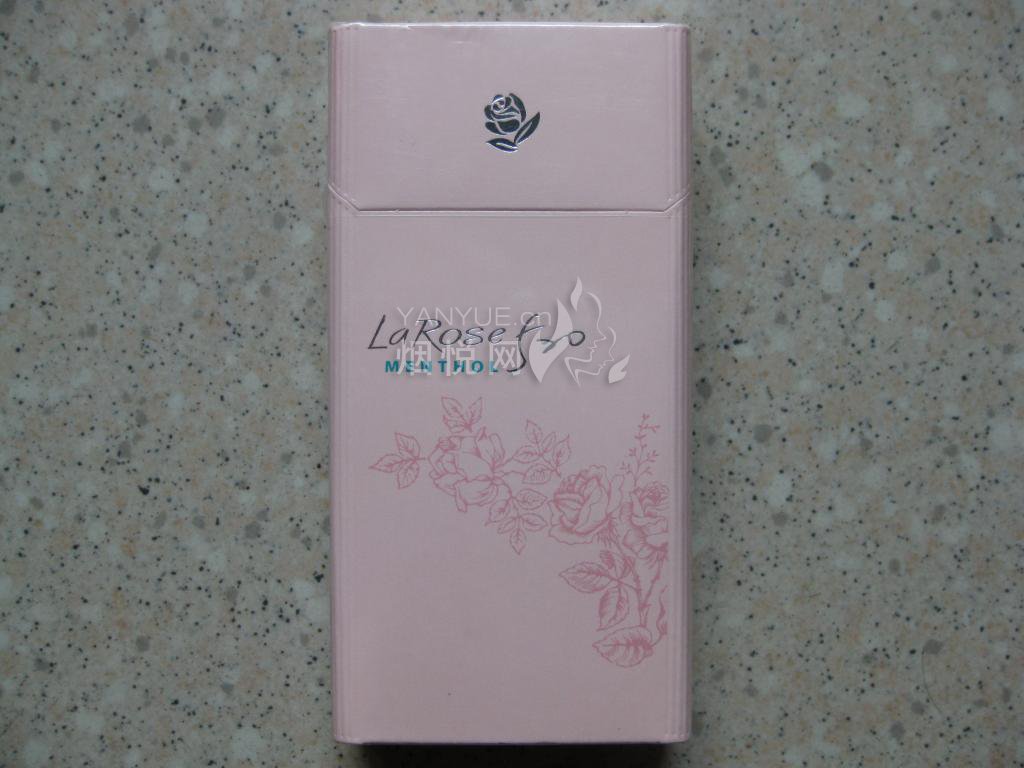 YANYUE.cn
LaRose
烟悦网
MENTHOL